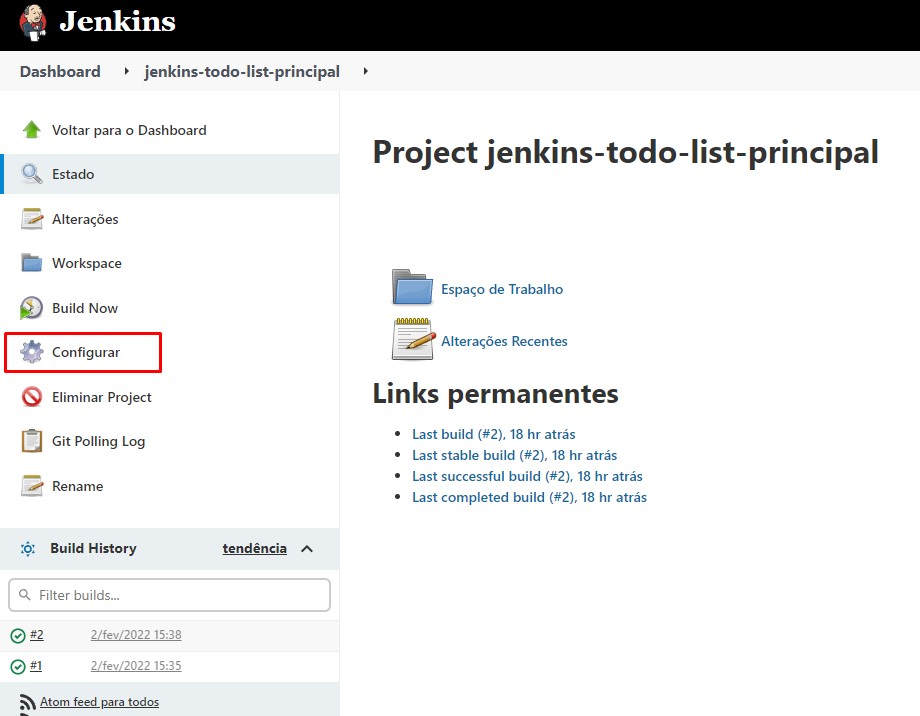 Jenkins
Dashboard jenkins-todo-list-principal
Voltar para o Dashboard
Estado
Alterações
Workspace
Build Now
Configurar
Eliminar Project
Git Polling Log
Rename
Build History tendência
Filter builds...
#2 2/fev/2022 15:38
#1 2/fev/2022 15:35
Atom feed para todos
Project jenkins-todo-list-principal
Espaço de Trabalho
Alterações Recentes
Links permanentes
Last build (#2), 18 hr atrás
Last stable build (#2), 18 hr atrás
Last successful build (#2), 18 hr atrás
Last completed build (#2), 18 hr atrás